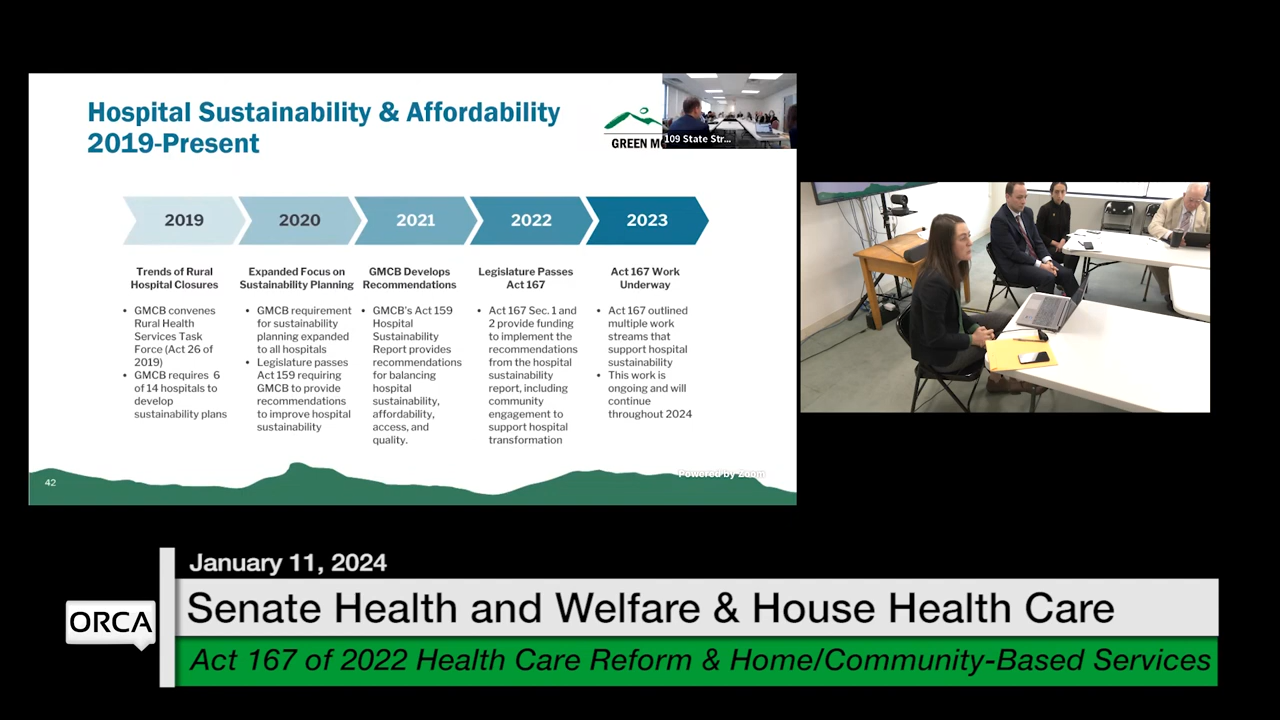 Hospital Sustainability & Affordability
2019-Present
GREEN MO
109 State Str...
2019
2020
2021
2022
2023
Trends of Rural
Hospital Closures
• GMCB convenes
Rural Health
Services Task
Force (Act 26 of
2019)
• GMCB requires 6
of 14 hospitals to
develop
sustainability plans
Expanded Focus on
Sustainability Planning
• GMCB requirement
for sustainability
planning expanded
to all hospitals
• Legislature passes
Act 159 requiring
GMCB to provide
recommendations
to improve hospital
sustainability
GMCB Develops
Recommendations
• GMCB's Act 159
Hospital
Sustainability
Report provides
recommendations
for balancing
hospital
sustainability,
affordability,
access, and
quality.
Legislature Passes
Act 167
• Act 167 Sec. 1 and
2 provide funding
to implement the
recommendations
from the hospital
sustainability
report, including
community
engagement to
support hospital
transformation
Act 167 Work
Underway
• Act 167 outlined
multiple work
streams that
support hospital
sustainability
• This work is
ongoing and will
continue
throughout 2024
Powered by Zoom
42
January 11, 2024
ORCA
Senate Health and Welfare & House Health Care
Act 167 of 2022 Health Care Reform & Home/Community-Based Services